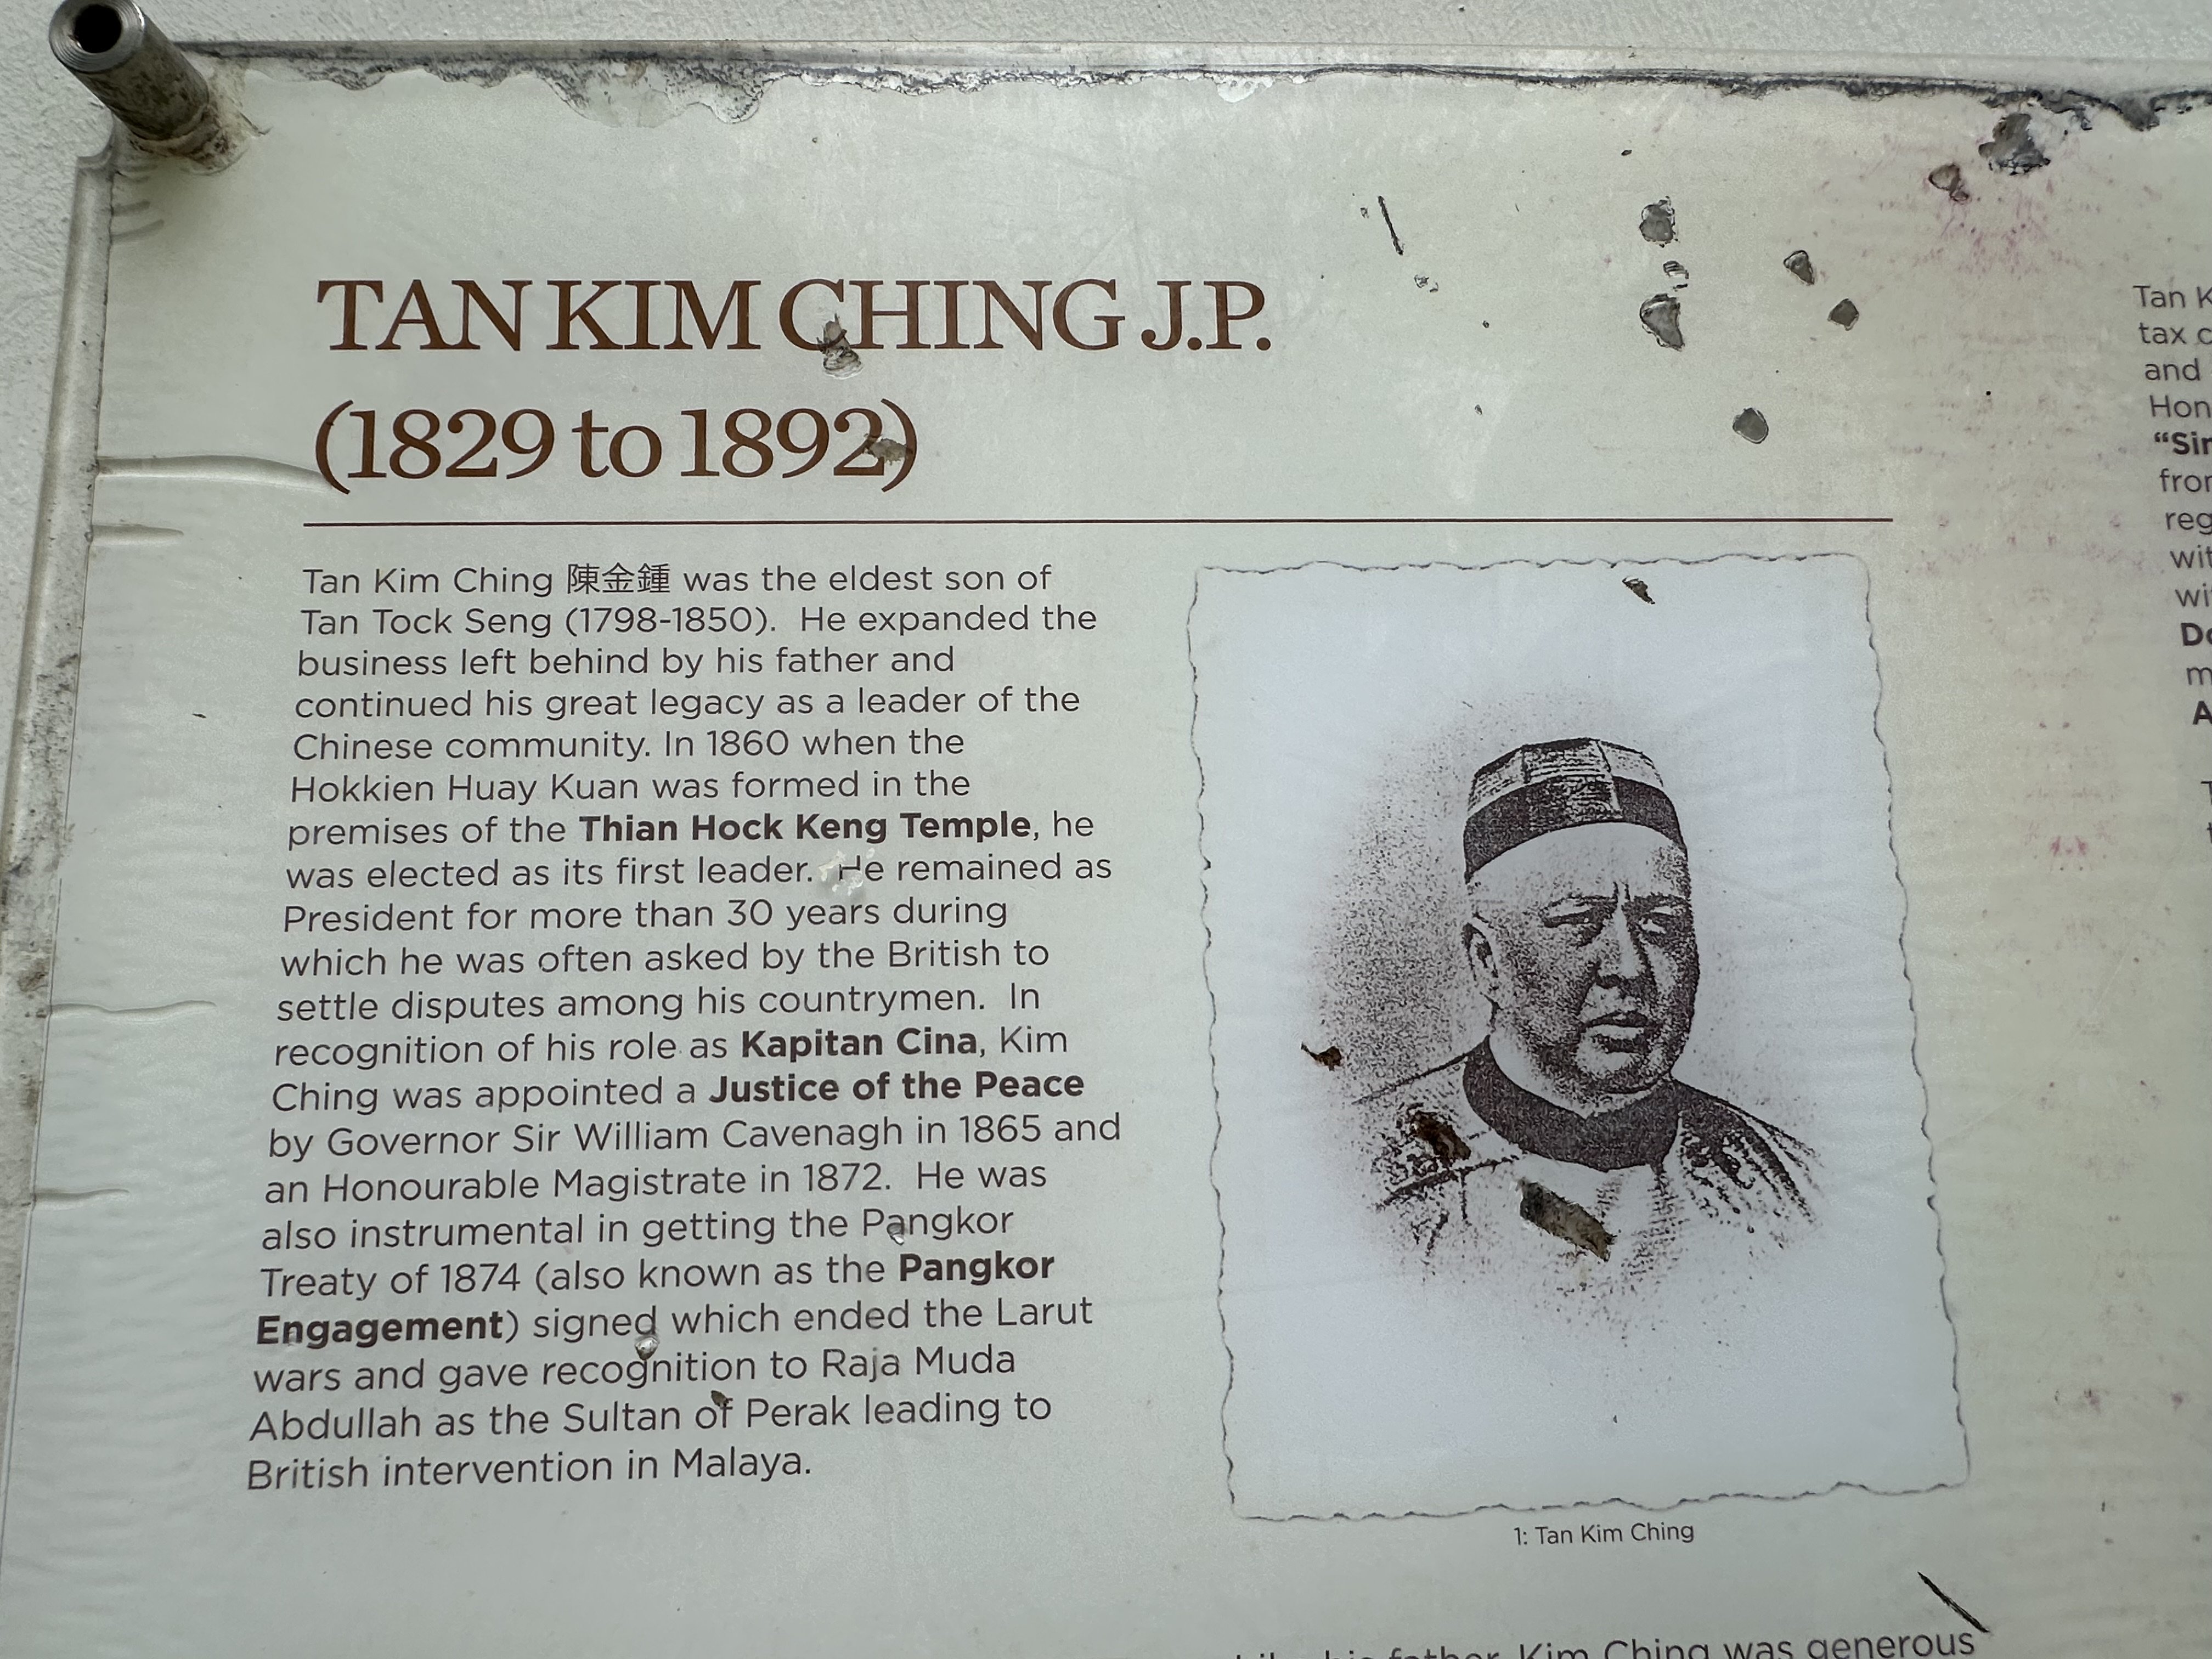 TAN KIM CHING J.P.
(1829 to 1892)
Tan Kim Ching 陳金鍾 was the eldest son of
Tan Tock Seng (1798-1850). He expanded the
business left behind by his father and
continued his great legacy as a leader of the
Chinese community. In 1860 when the
Hokkien Huay Kuan was formed in the
premises of the Thian Hock Keng Temple, he
was elected as its first leader. He remained as
President for more than 30 years during
which he was often asked by the British to
settle disputes among his countrymen. In
recognition of his role as Kapitan Cina, Kim
Ching was appointed a Justice of the Peace
by Governor Sir William Cavenagh in 1865 and
an Honourable Magistrate in 1872. He was
also instrumental in getting the Pangkor
Treaty of 1874 (also known as the Pangkor
Engagement) signed which ended the Larut
wars and gave recognition to Raja Muda
Abdullah as the Sultan of Perak leading to
British intervention in Malaya.
1: Tan Kim Ching
his father, Kim Ching was generous
Tan
tax
and